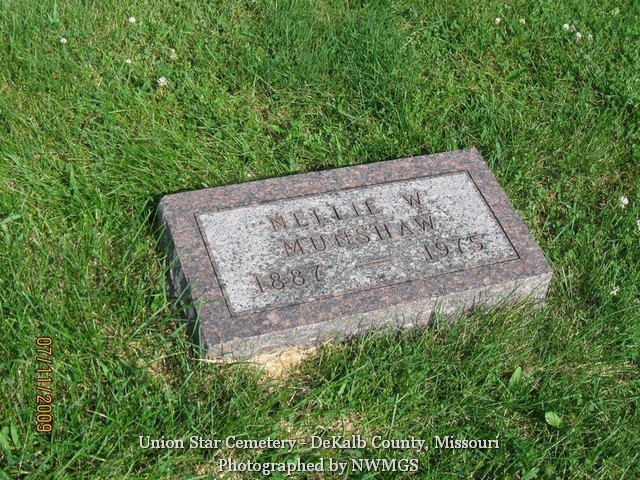 NELLIE W.
MUNSHAW
1887 — 1975
07/11/2009
Union Star Cemetery - DeKalb County, Missouri
Photographed by NWMGS